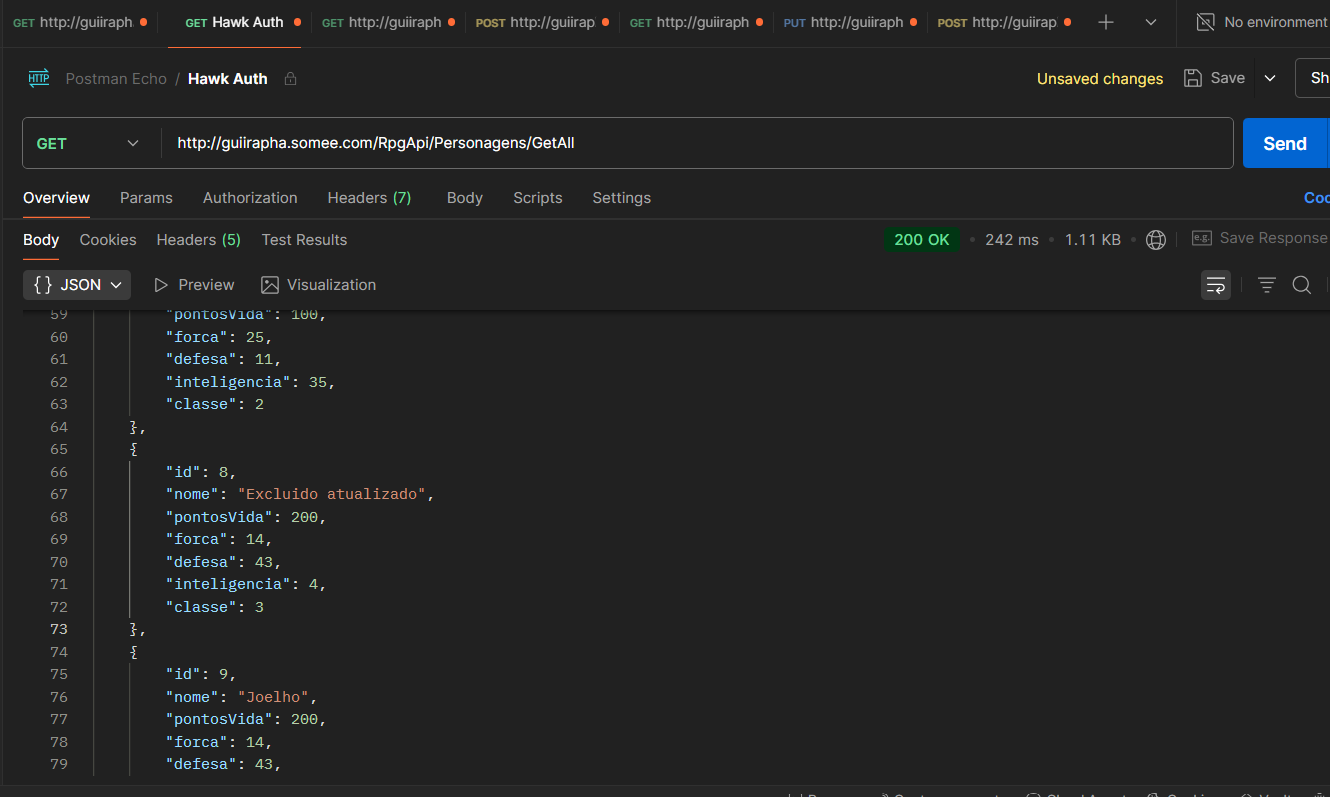 GET http://guiiraph GET Hawk Auth GET http://guiiraph POST http://guiirap GET http://guiiraph PUT http://guiiraph POST http://guiirap No environment
HTTP Postman Echo / Hawk Auth Unsaved changes Save Sh
GET http://guiirapha.somee.com/RpgApi/Personagens/GetAll Send
Overview Params Authorization Headers (7) Body Scripts Settings Coo
Body Cookies Headers (5) Test Results 200 OK • 242 ms • 1.11 KB • e.g. Save Response
{} JSON Preview Visualization
59 "pontosVida": 100,
60 "forca": 25,
61 "defesa": 11,
62 "inteligencia": 35,
63 "classe": 2
64 },
65 {
66 "id": 8,
67 "nome": "Excluido atualizado",
68 "pontosVida": 200,
69 "forca": 14,
70 "defesa": 43,
71 "inteligencia": 4,
72 "classe": 3
73 },
74 {
75 "id": 9,
76 "nome": "Joelho",
77 "pontosVida": 200,
78 "forca": 14,
79 "defesa": 43,